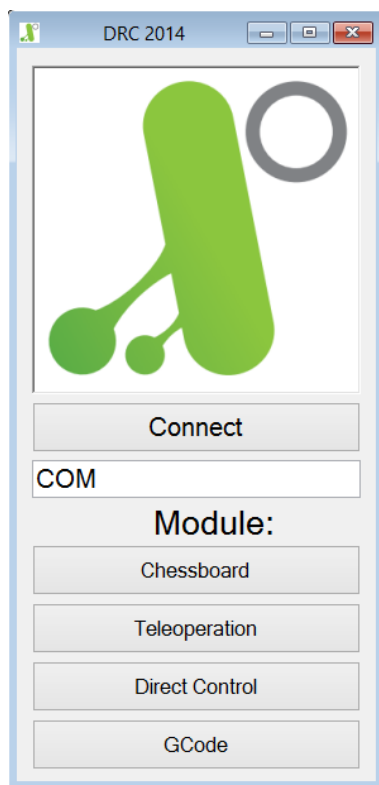 DRC 2014
Connect
COM
Module:
Chessboard
Teleoperation
Direct Control
GCode